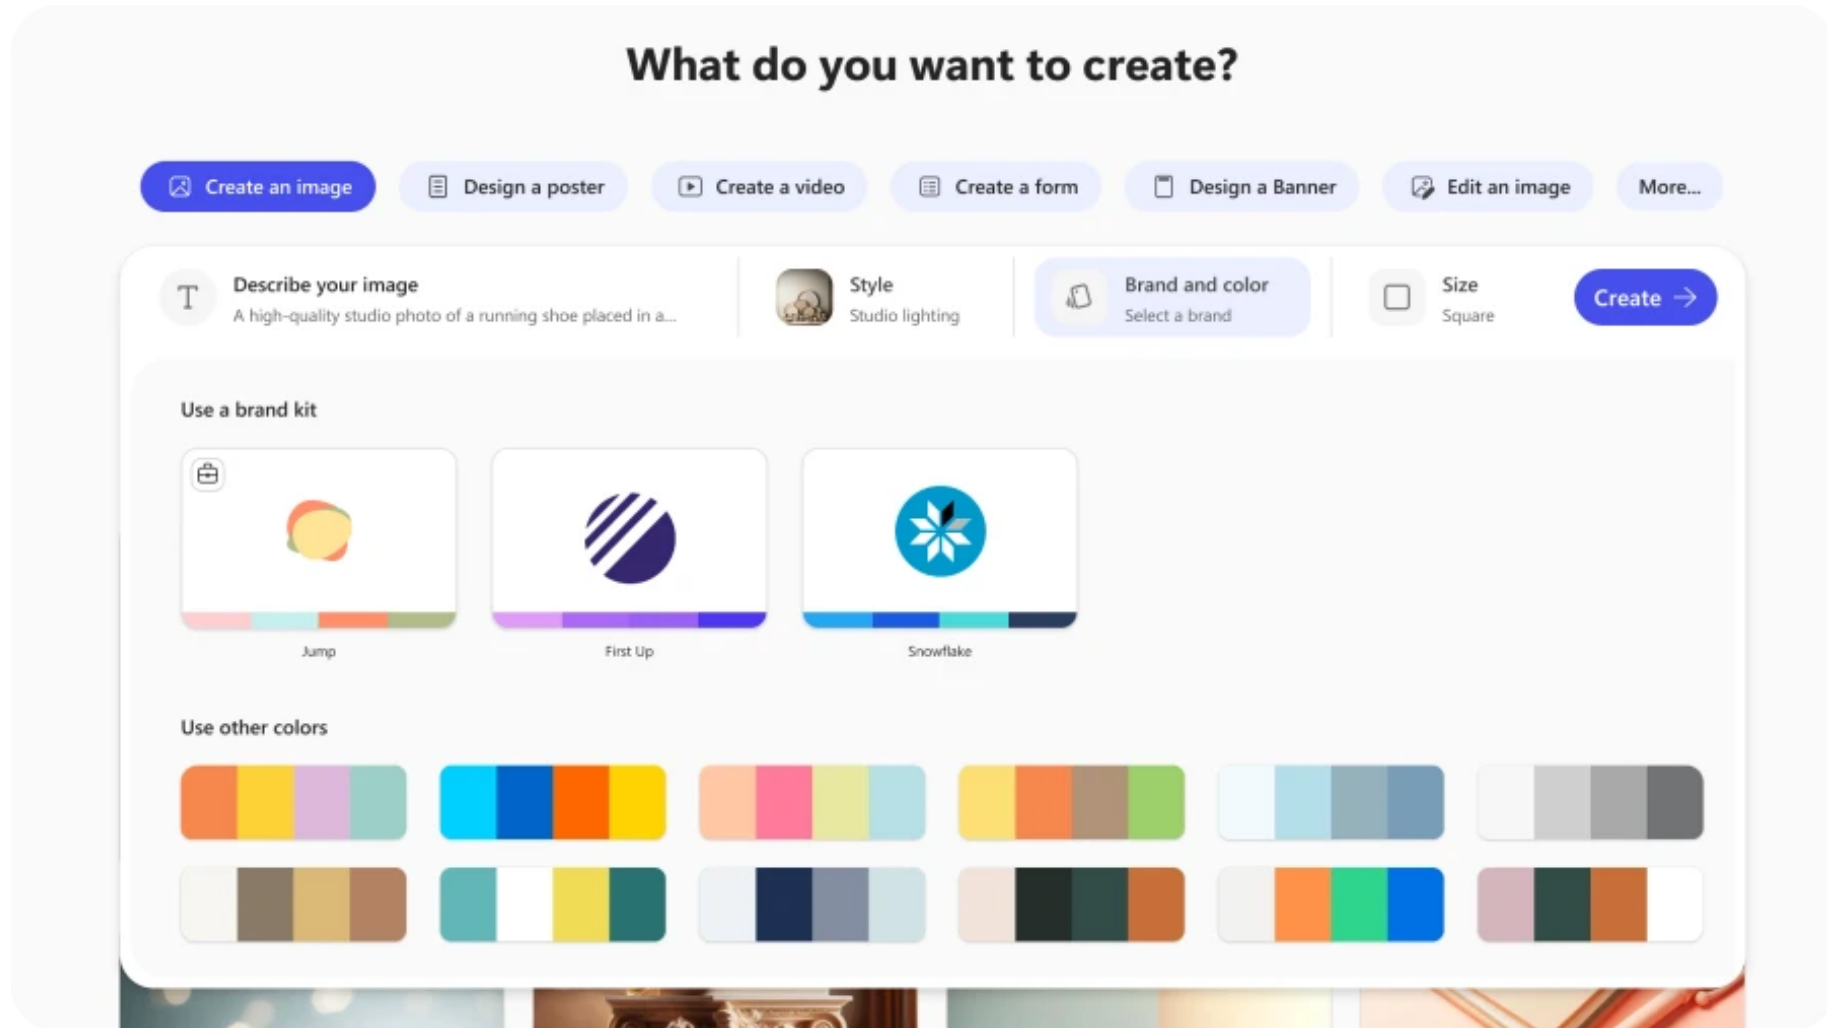 What do you want to create?
Create an image
Design a poster
Create a video
Create a form
Design a Banner
Edit an image
More...
Describe your image
A high-quality studio photo of a running shoe placed in a...
Style
Studio lighting
Brand and color
Select a brand
Size
Square
Create
Use a brand kit
Jump
First Up
Snowflake
Use other colors